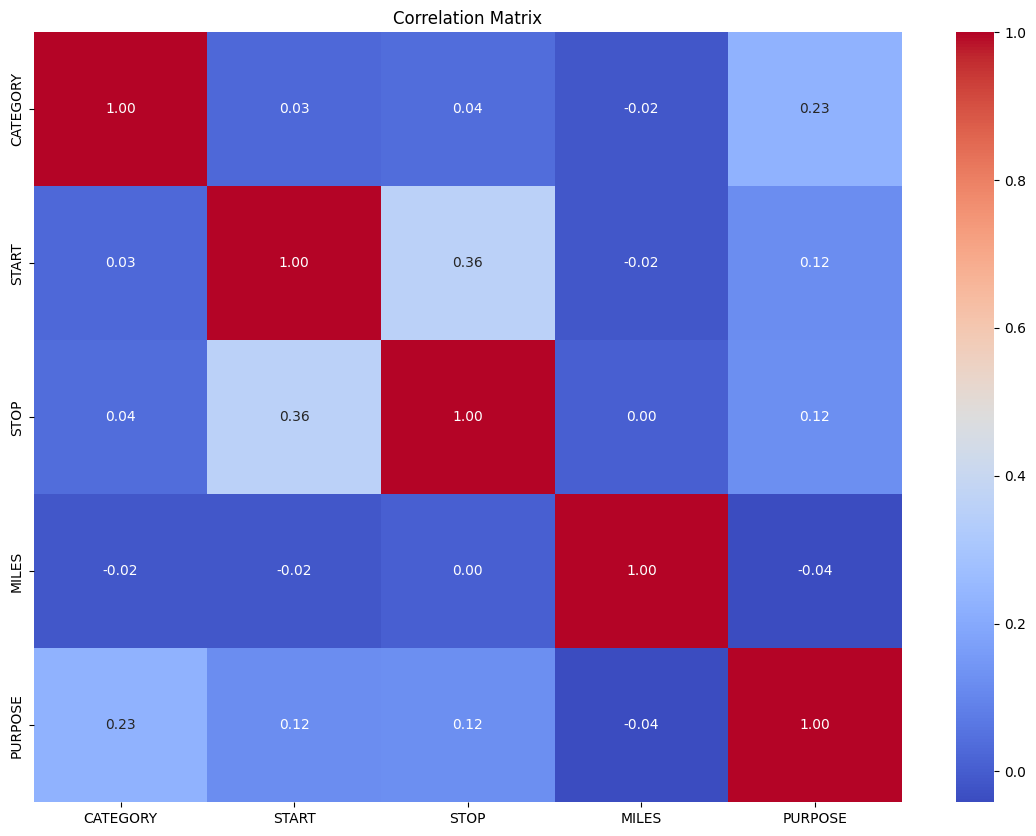 Correlation Matrix
CATEGORY 1.00 0.03 0.04 -0.02 0.23
START 0.03 1.00 0.36 -0.02 0.12
STOP 0.04 0.36 1.00 0.00 0.12
MILES -0.02 -0.02 0.00 1.00 -0.04
PURPOSE 0.23 0.12 0.12 -0.04 1.00
CATEGORY START STOP MILES PURPOSE
1.0
0.8
0.6
0.4
0.2
0.0